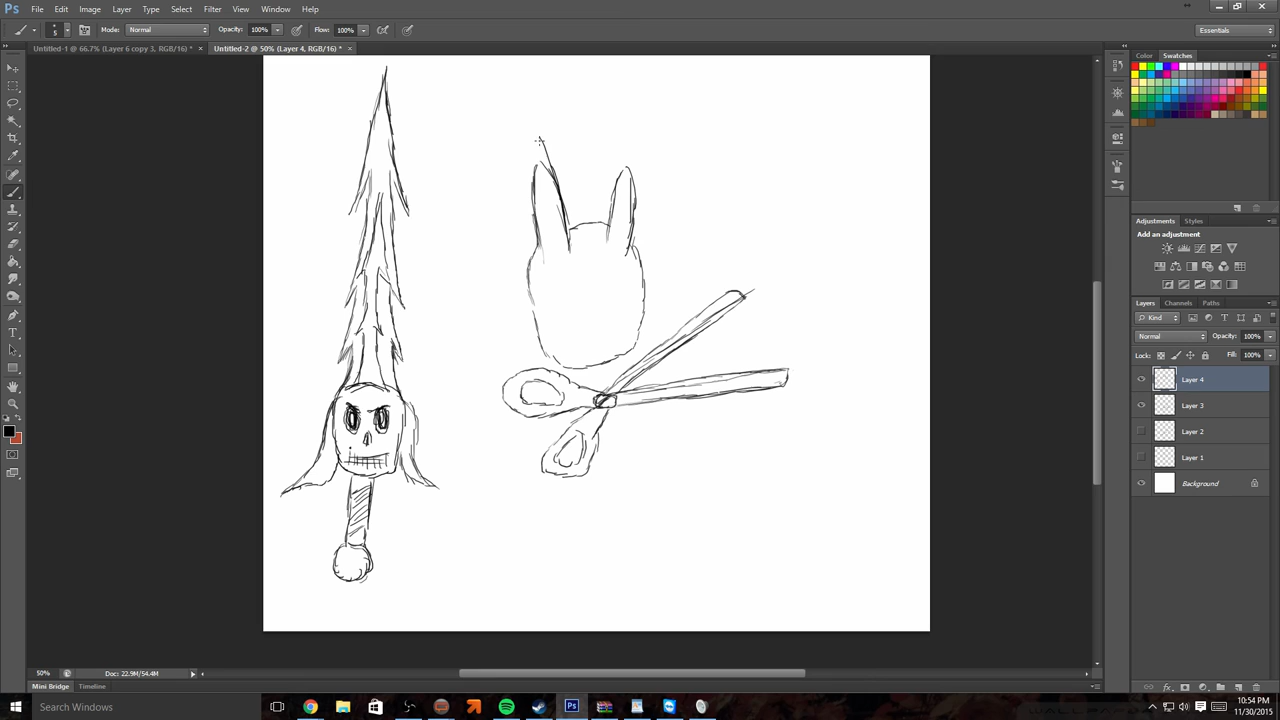 Ps File Edit Image Layer Type Select Filter View Window Help
5 Mode: Normal Opacity: 100% Flow: 100% Essentials
Untitled-1 @ 66.7% (Layer 6 copy 3, RGB/16) * × Untitled-2 @ 50% (Layer 4, RGB/16) * ×
Color Swatches
Adjustments Styles
Add an adjustment
Layers Channels Paths
Kind
Normal Opacity: 100%
Lock: Fill: 100%
Layer 4
Layer 3
Layer 2
Layer 1
Background
50% Doc: 22.9M/54.4M
Mini Bridge Timeline
Search Windows
10:54 PM
11/30/2015